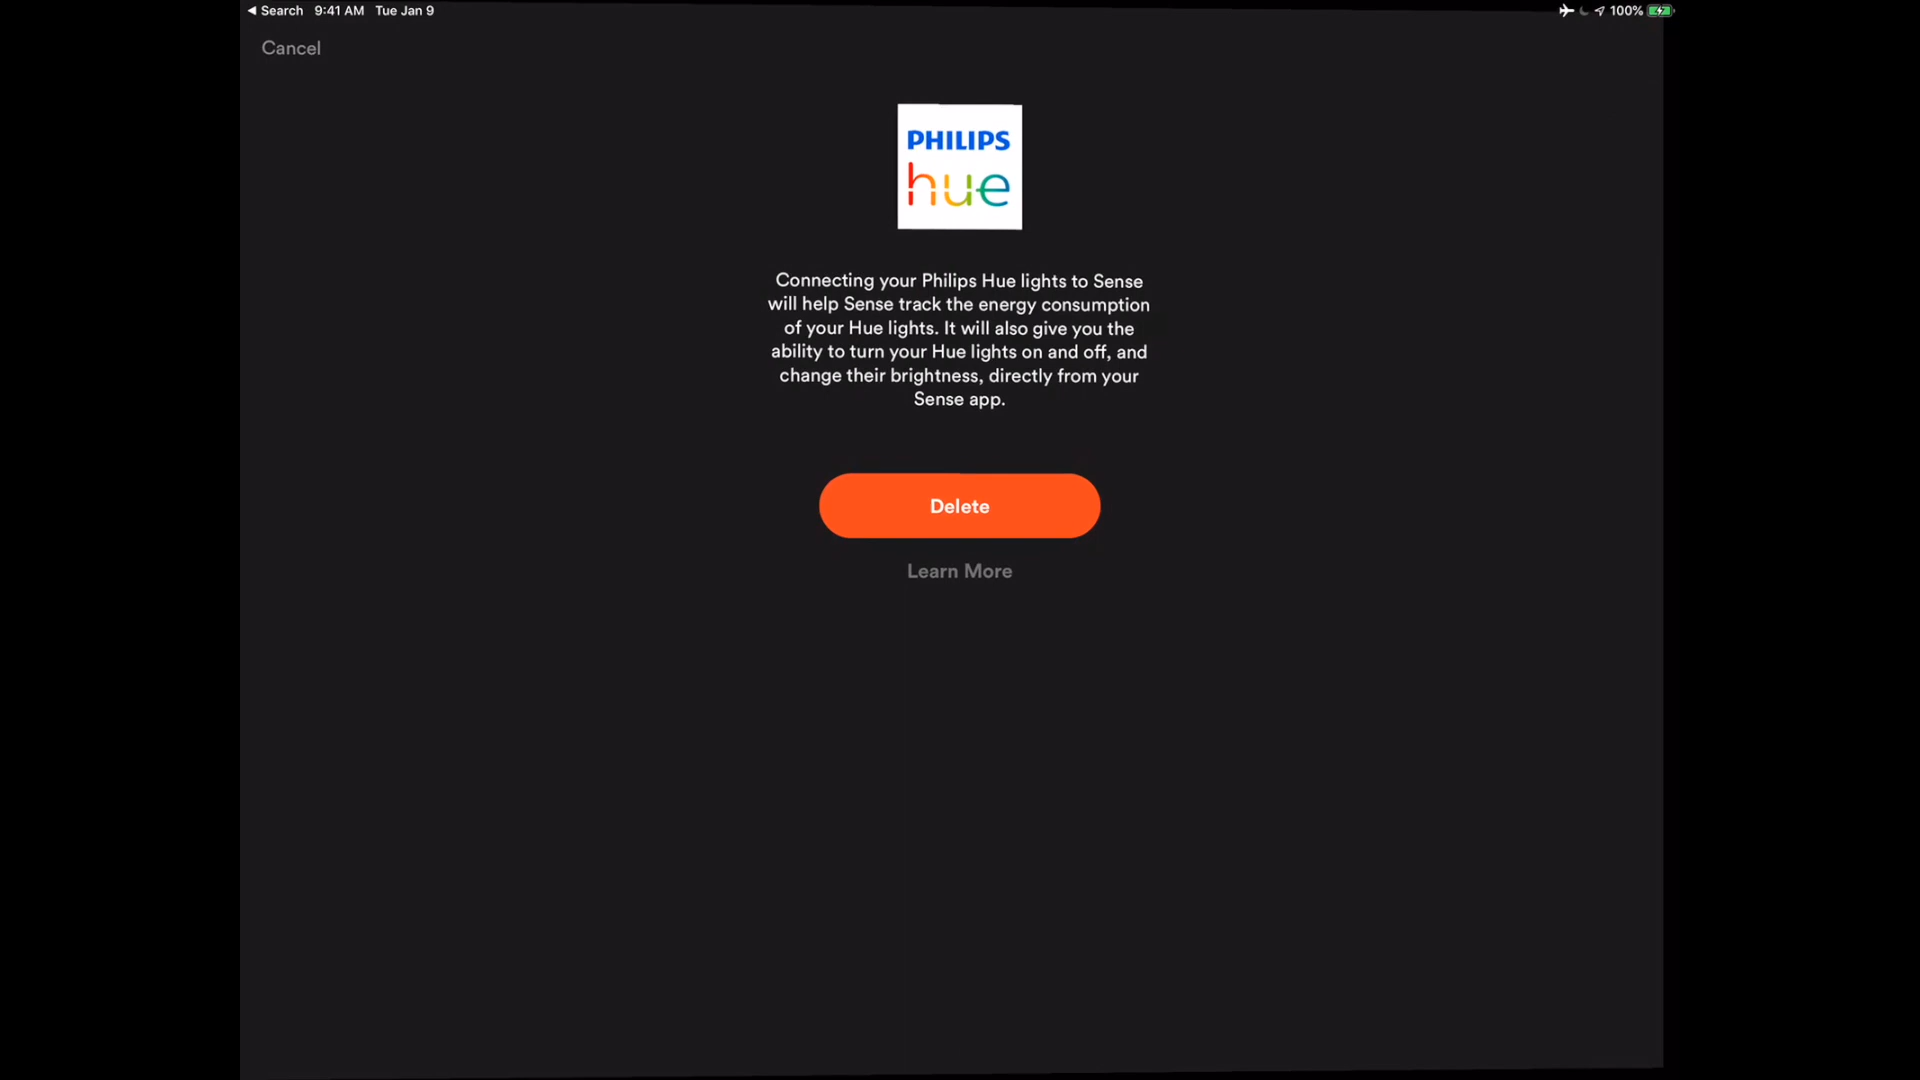 ◀ Search 9:41 AM Tue Jan 9 100%
Cancel
PHILIPS
hue
Connecting your Philips Hue lights to Sense
will help Sense track the energy consumption
of your Hue lights. It will also give you the
ability to turn your Hue lights on and off, and
change their brightness, directly from your
Sense app.
Delete
Learn More